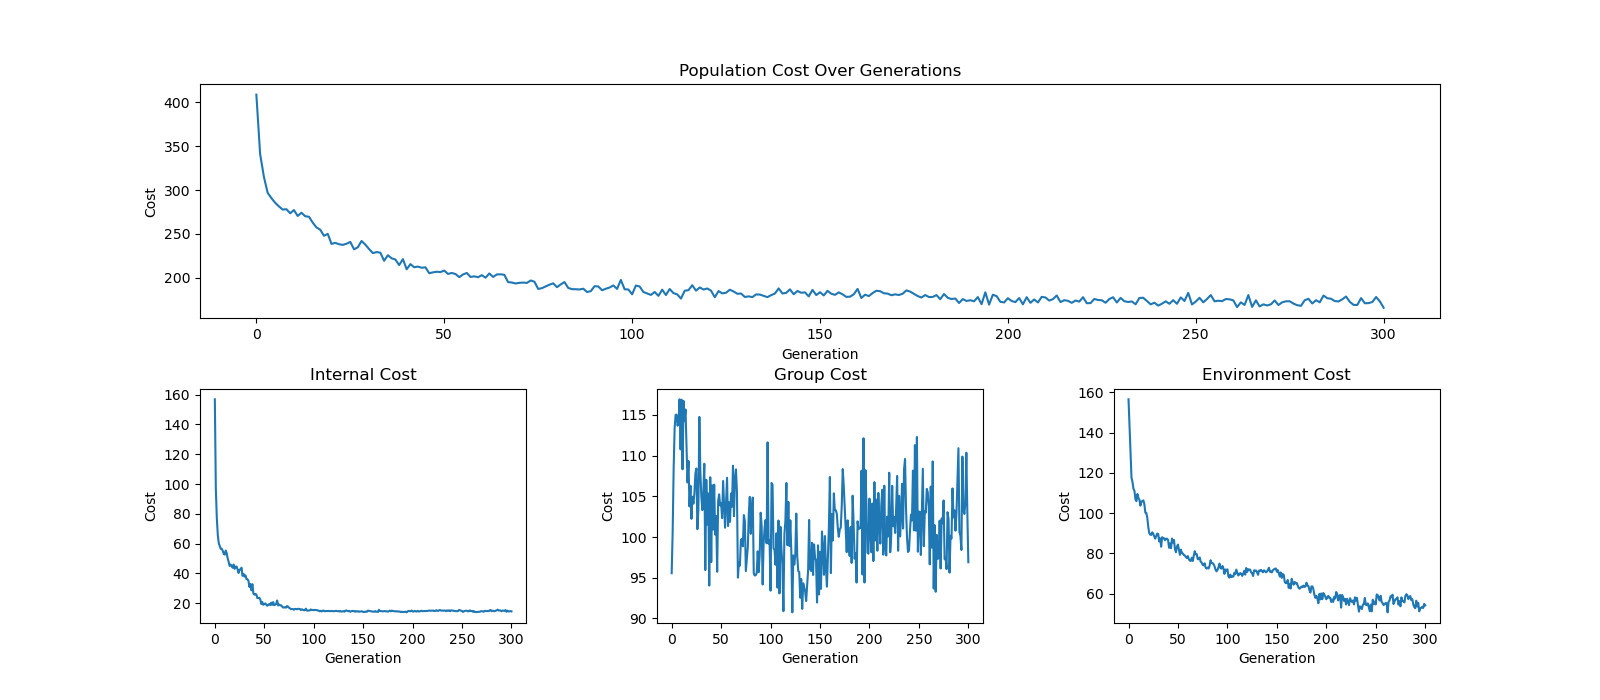 Population Cost Over Generations
400
350
300
250
200
Cost
0 50 100 150 200 250 300
Generation
Internal Cost
160
140
120
100
80
60
40
20
Cost
0 50 100 150 200 250 300
Generation
Group Cost
115
110
105
100
95
90
Cost
0 50 100 150 200 250 300
Generation
Environment Cost
160
140
120
100
80
60
Cost
0 50 100 150 200 250 300
Generation